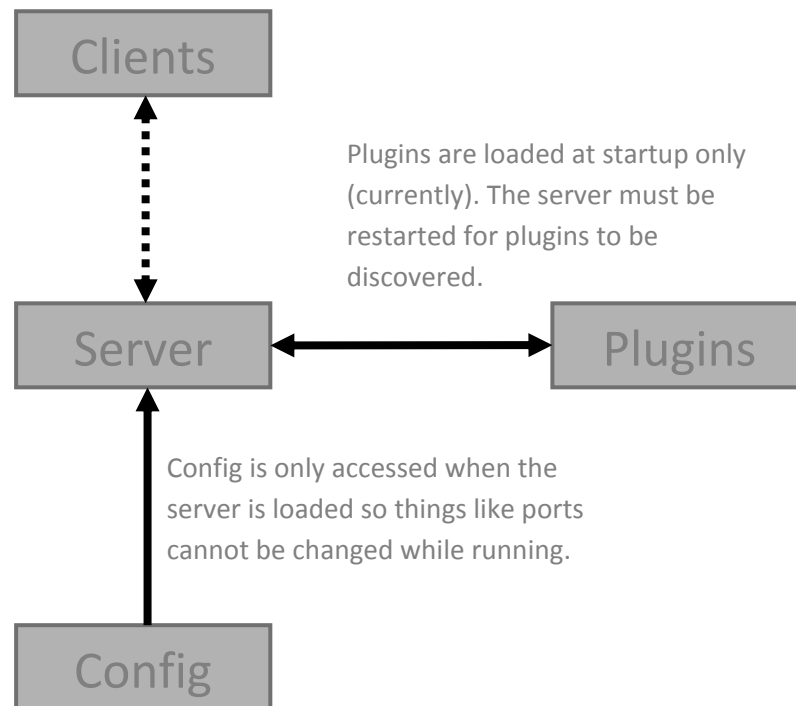 Clients
Plugins are loaded at startup only
(currently). The server must be
restarted for plugins to be
discovered.
Server
Plugins
Config is only accessed when the
server is loaded so things like ports
cannot be changed while running.
Config